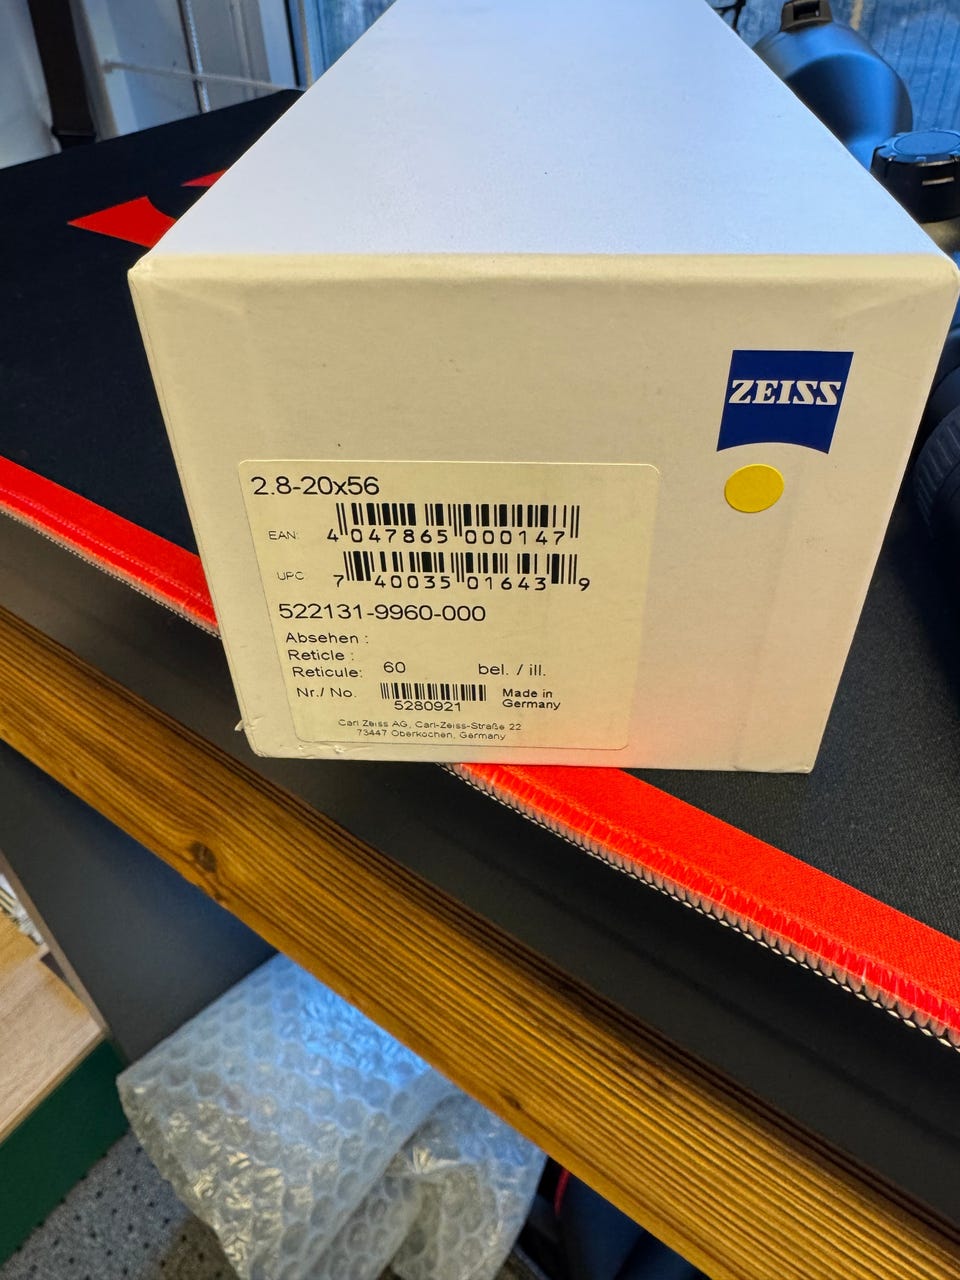 ZEISS
2.8-20x56
EAN: 4 047865 000147
UPC 7 40035 01643 9
522131-9960-000
Absehen :
Reticle :
Reticule: 60 bel. / ill.
Nr./ No. 5280921 Made in Germany
Carl Zeiss AG, Carl-Zeiss-Straße 22
73447 Oberkochen, Germany